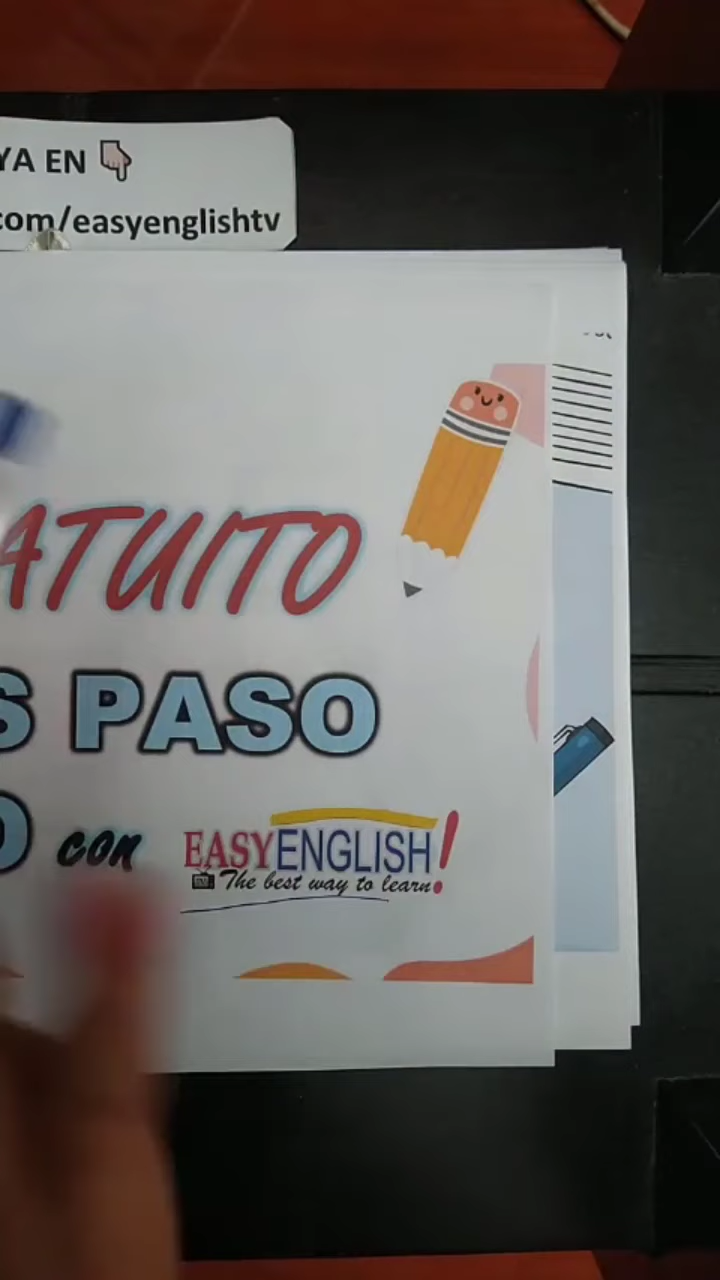 YA EN
com/easyenglishtv
ATUITO
S PASO
O con EASYENGLISH!
The best way to learn!